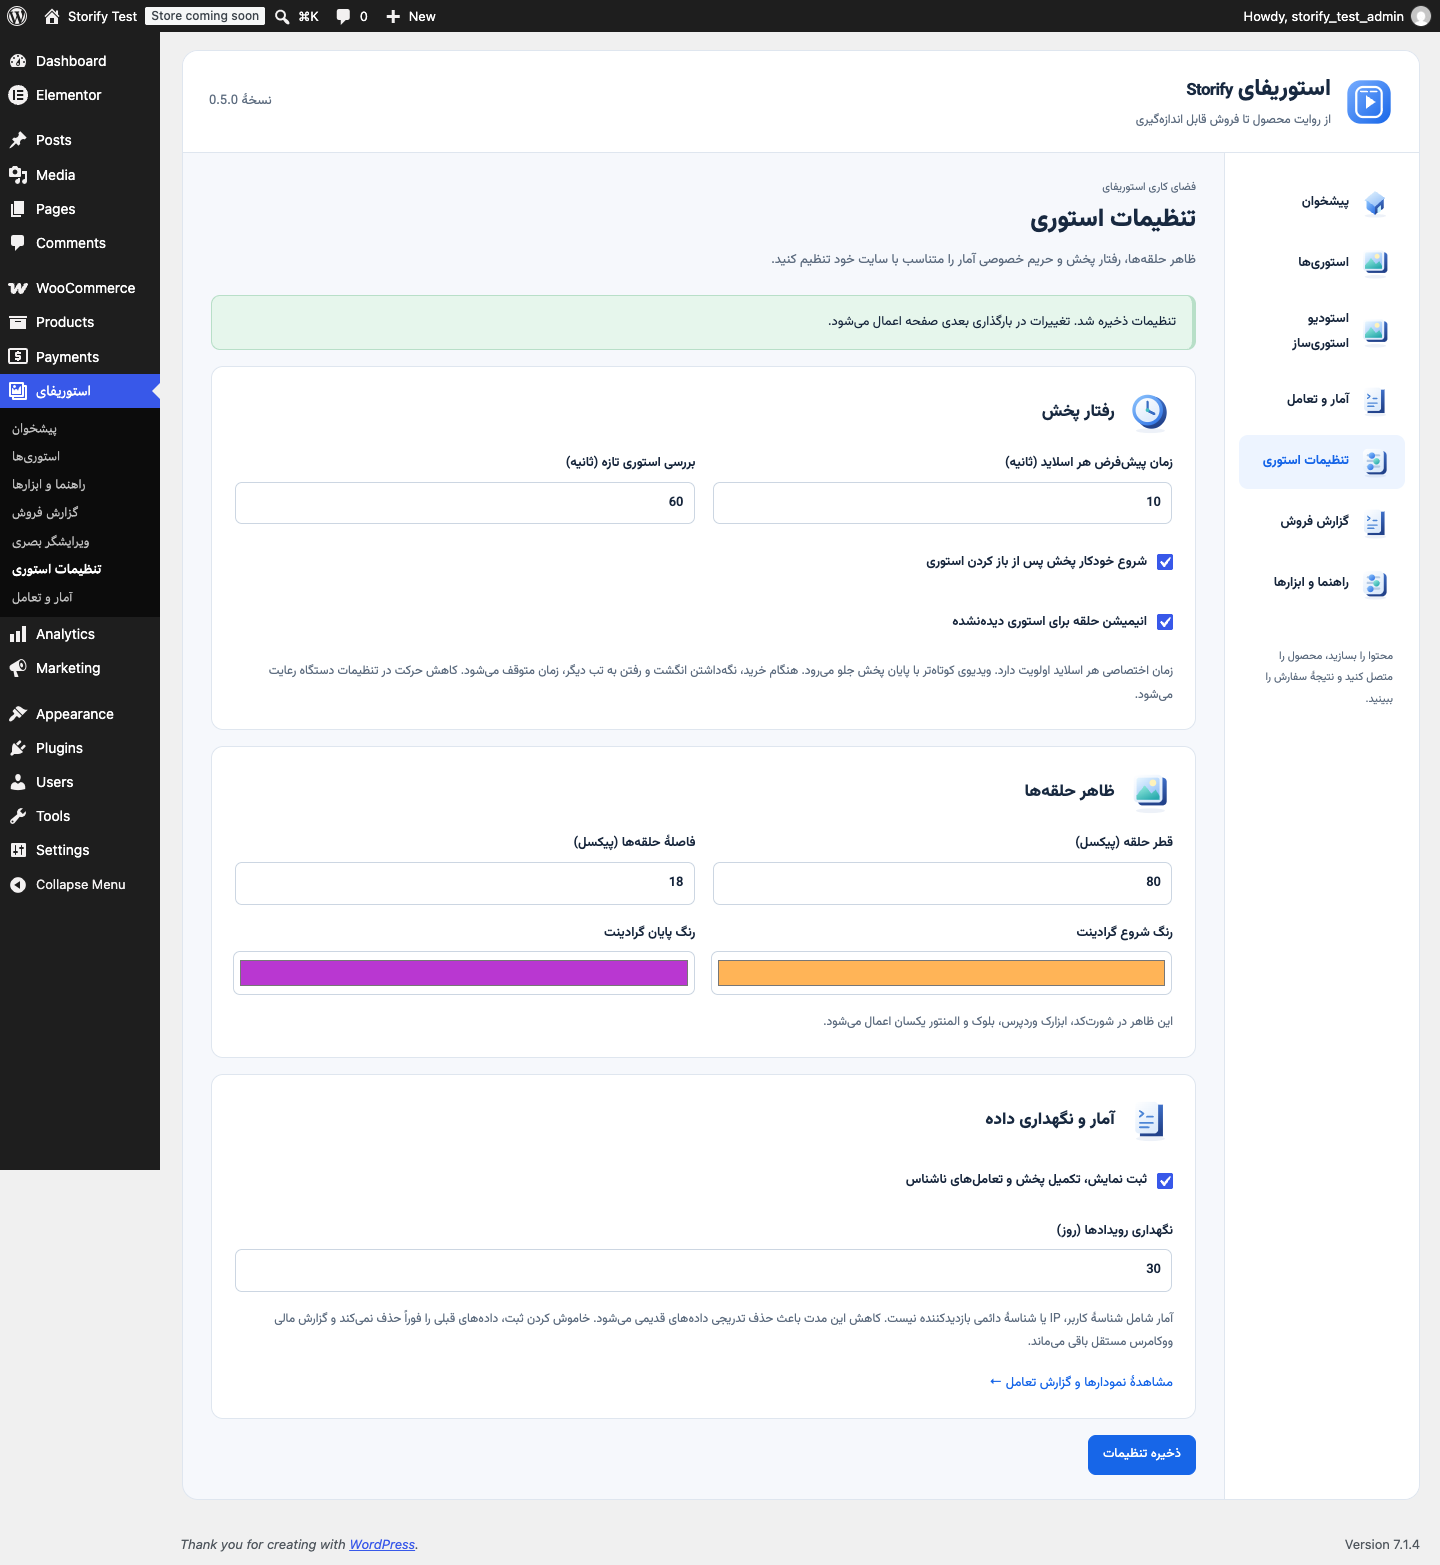 Storify Test
Store coming soon
⌘K
0
New
Howdy, storify_test_admin
Dashboard
Elementor
Posts
Media
Pages
Comments
WooCommerce
Products
Payments
استوریفای
پیشخوان
استوری‌ها
راهنما و ابزارها
گزارش فروش
ویرایشگر بصری
تنظیمات استوری
آمار و تعامل
Analytics
Marketing
Appearance
Plugins
Users
Tools
Settings
Collapse Menu
استوریفای Storify
از روایت محصول تا فروش قابل اندازه‌گیری
نسخهٔ 0.5.0
پیشخوان
استوری‌ها
استودیو
استوری‌ساز
آمار و تعامل
تنظیمات استوری
گزارش فروش
راهنما و ابزارها
محتوا را بسازید، محصول را
متصل کنید و نتیجهٔ سفارش را
ببینید.
فضای کاری استوریفای
تنظیمات استوری
ظاهر حلقه‌ها، رفتار پخش و حریم خصوصی آمار را متناسب با سایت خود تنظیم کنید.
تنظیمات ذخیره شد. تغییرات در بارگذاری بعدی صفحه اعمال می‌شود.
رفتار پخش
زمان پیش‌فرض هر اسلاید (ثانیه)
10
بررسی استوری تازه (ثانیه)
60
شروع خودکار پخش پس از باز کردن استوری
انیمیشن حلقه برای استوری دیده‌نشده
زمان اختصاصی هر اسلاید اولویت دارد. ویدیوی کوتاه‌تر با پایان پخش جلو می‌رود. هنگام خرید، نگه‌داشتن انگشت و رفتن به تب دیگر، زمان متوقف می‌شود. کاهش حرکت در تنظیمات دستگاه رعایت
می‌شود.
ظاهر حلقه‌ها
قطر حلقه (پیکسل)
80
فاصلهٔ حلقه‌ها (پیکسل)
18
رنگ شروع گرادینت
رنگ پایان گرادینت
این ظاهر در شورت‌کد، ابزارک وردپرس، بلوک و المنتور یکسان اعمال می‌شود.
آمار و نگهداری داده
ثبت نمایش، تکمیل پخش و تعامل‌های ناشناس
نگهداری رویدادها (روز)
30
آمار شامل شناسهٔ کاربر، IP یا شناسهٔ دائمی بازدیدکننده نیست. کاهش این مدت باعث حذف تدریجی داده‌های قدیمی می‌شود. خاموش کردن ثبت، داده‌های قبلی را فوراً حذف نمی‌کند و گزارش مالی
ووکامرس مستقل باقی می‌ماند.
مشاهدهٔ نمودارها و گزارش تعامل ←
ذخیره تنظیمات
Thank you for creating with WordPress.
Version 7.1.4